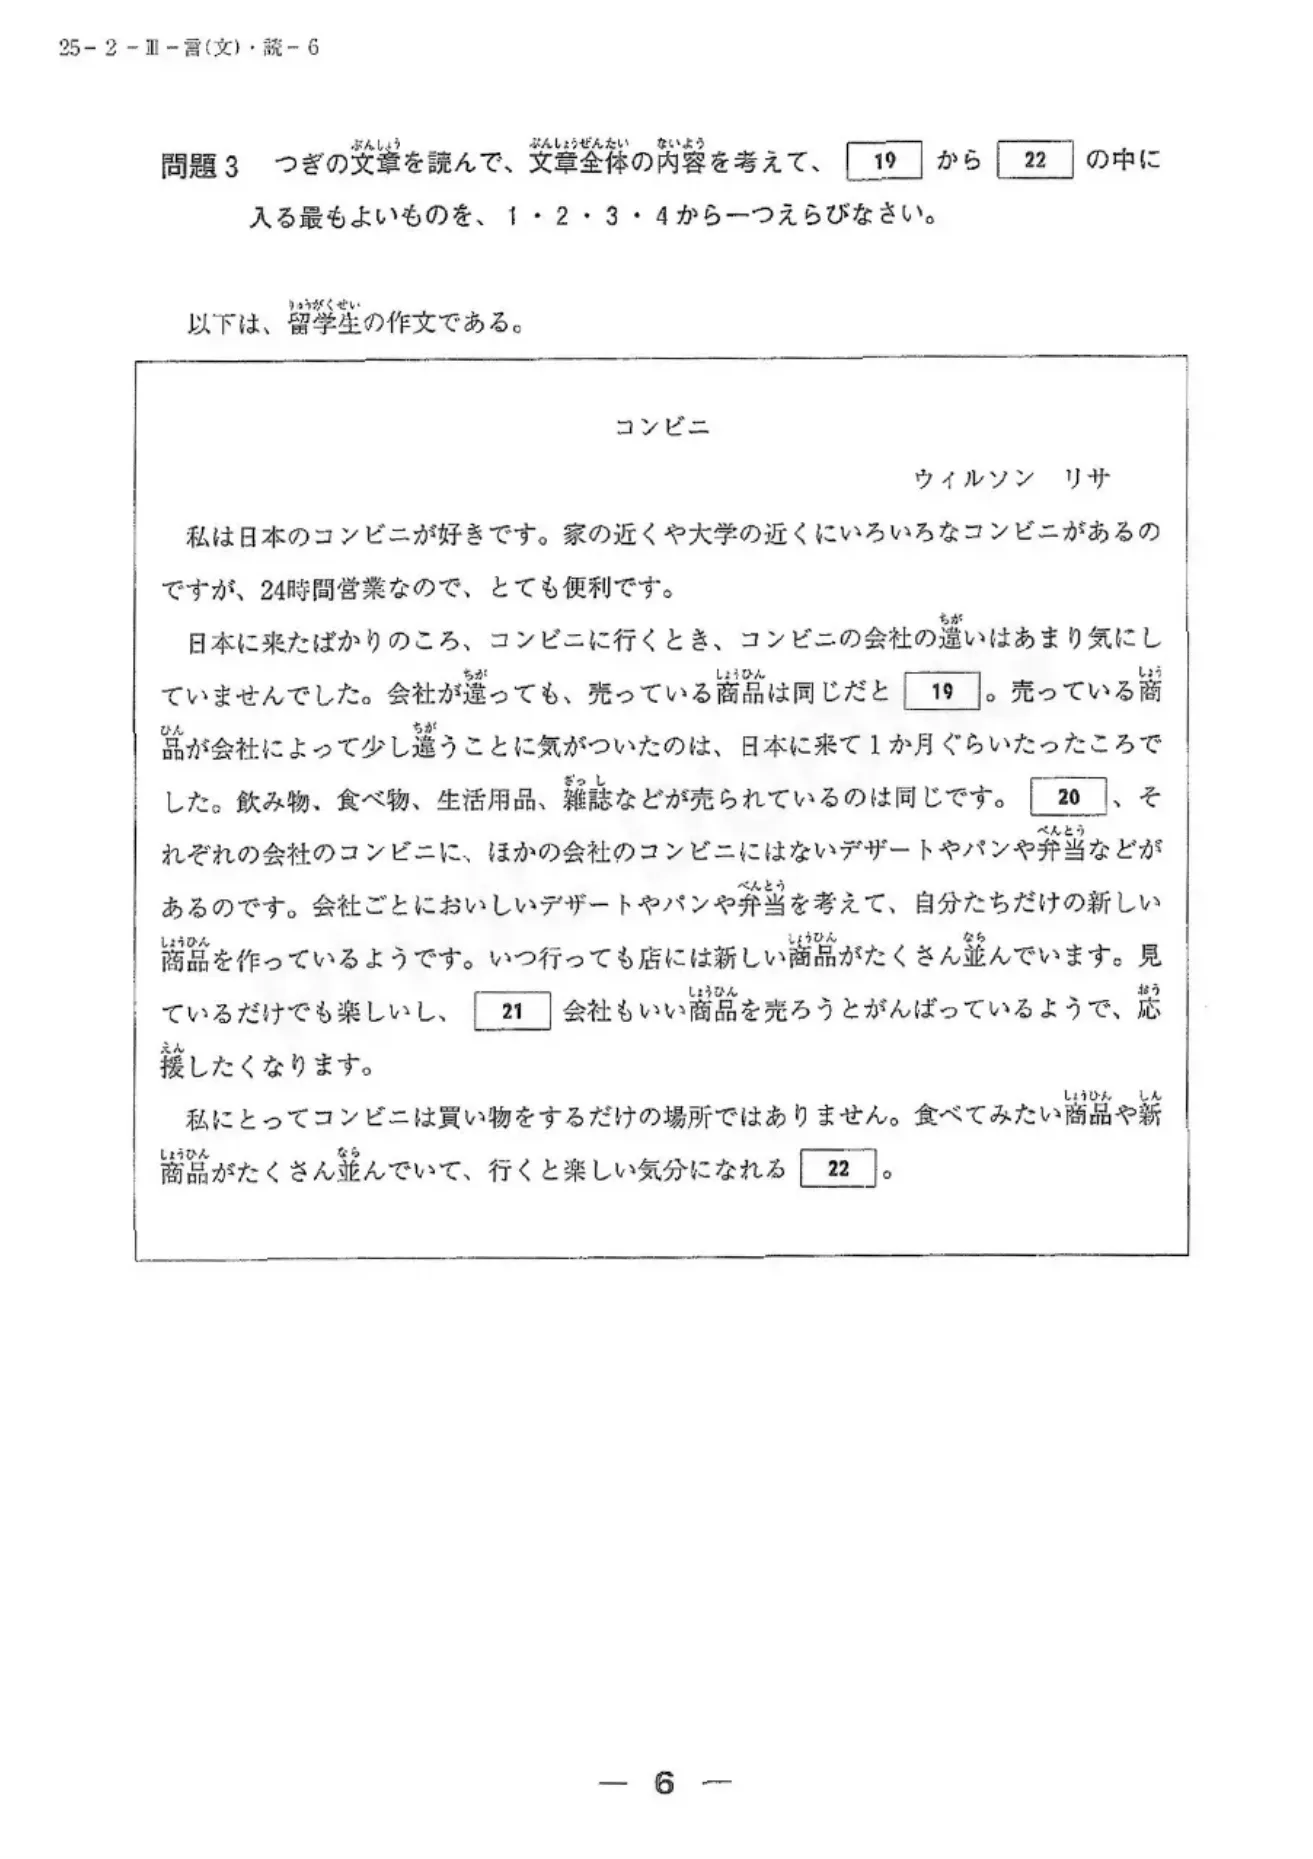 25-2-Ⅲ-言(文)・読-6
問題3 つぎの文章を読んで、文章全体の内容を考えて、 19 から 22 の中に
入る最もよいものを、1・2・3・4から一つえらびなさい。
以下は、留学生の作文である。
コンビニ
ウィルソン リサ
私は日本のコンビニが好きです。家の近くや大学の近くにいろいろなコンビニがあるの
ですが、24時間営業なので、とても便利です。
日本に来たばかりのころ、コンビニに行くとき、コンビニの会社の違いはあまり気にし
ていませんでした。会社が違っても、売っている商品は同じだと 19 。売っている商
品が会社によって少し違うことに気がついたのは、日本に来て1か月ぐらいたったころで
した。飲み物、食べ物、生活用品、雑誌などが売られているのは同じです。 20 、そ
れぞれの会社のコンビニに、ほかの会社のコンビニにはないデザートやパンや弁当などが
あるのです。会社ごとにおいしいデザートやパンや弁当を考えて、自分たちだけの新しい
商品を作っているようです。いつ行っても店には新しい商品がたくさん並んでいます。見
ているだけでも楽しいし、 21 会社もいい商品を売ろうとがんばっているようで、応
援したくなります。
私にとってコンビニは買い物をするだけの場所ではありません。食べてみたい商品や新
商品がたくさん並んでいて、行くと楽しい気分になれる 22 。
— 6 —